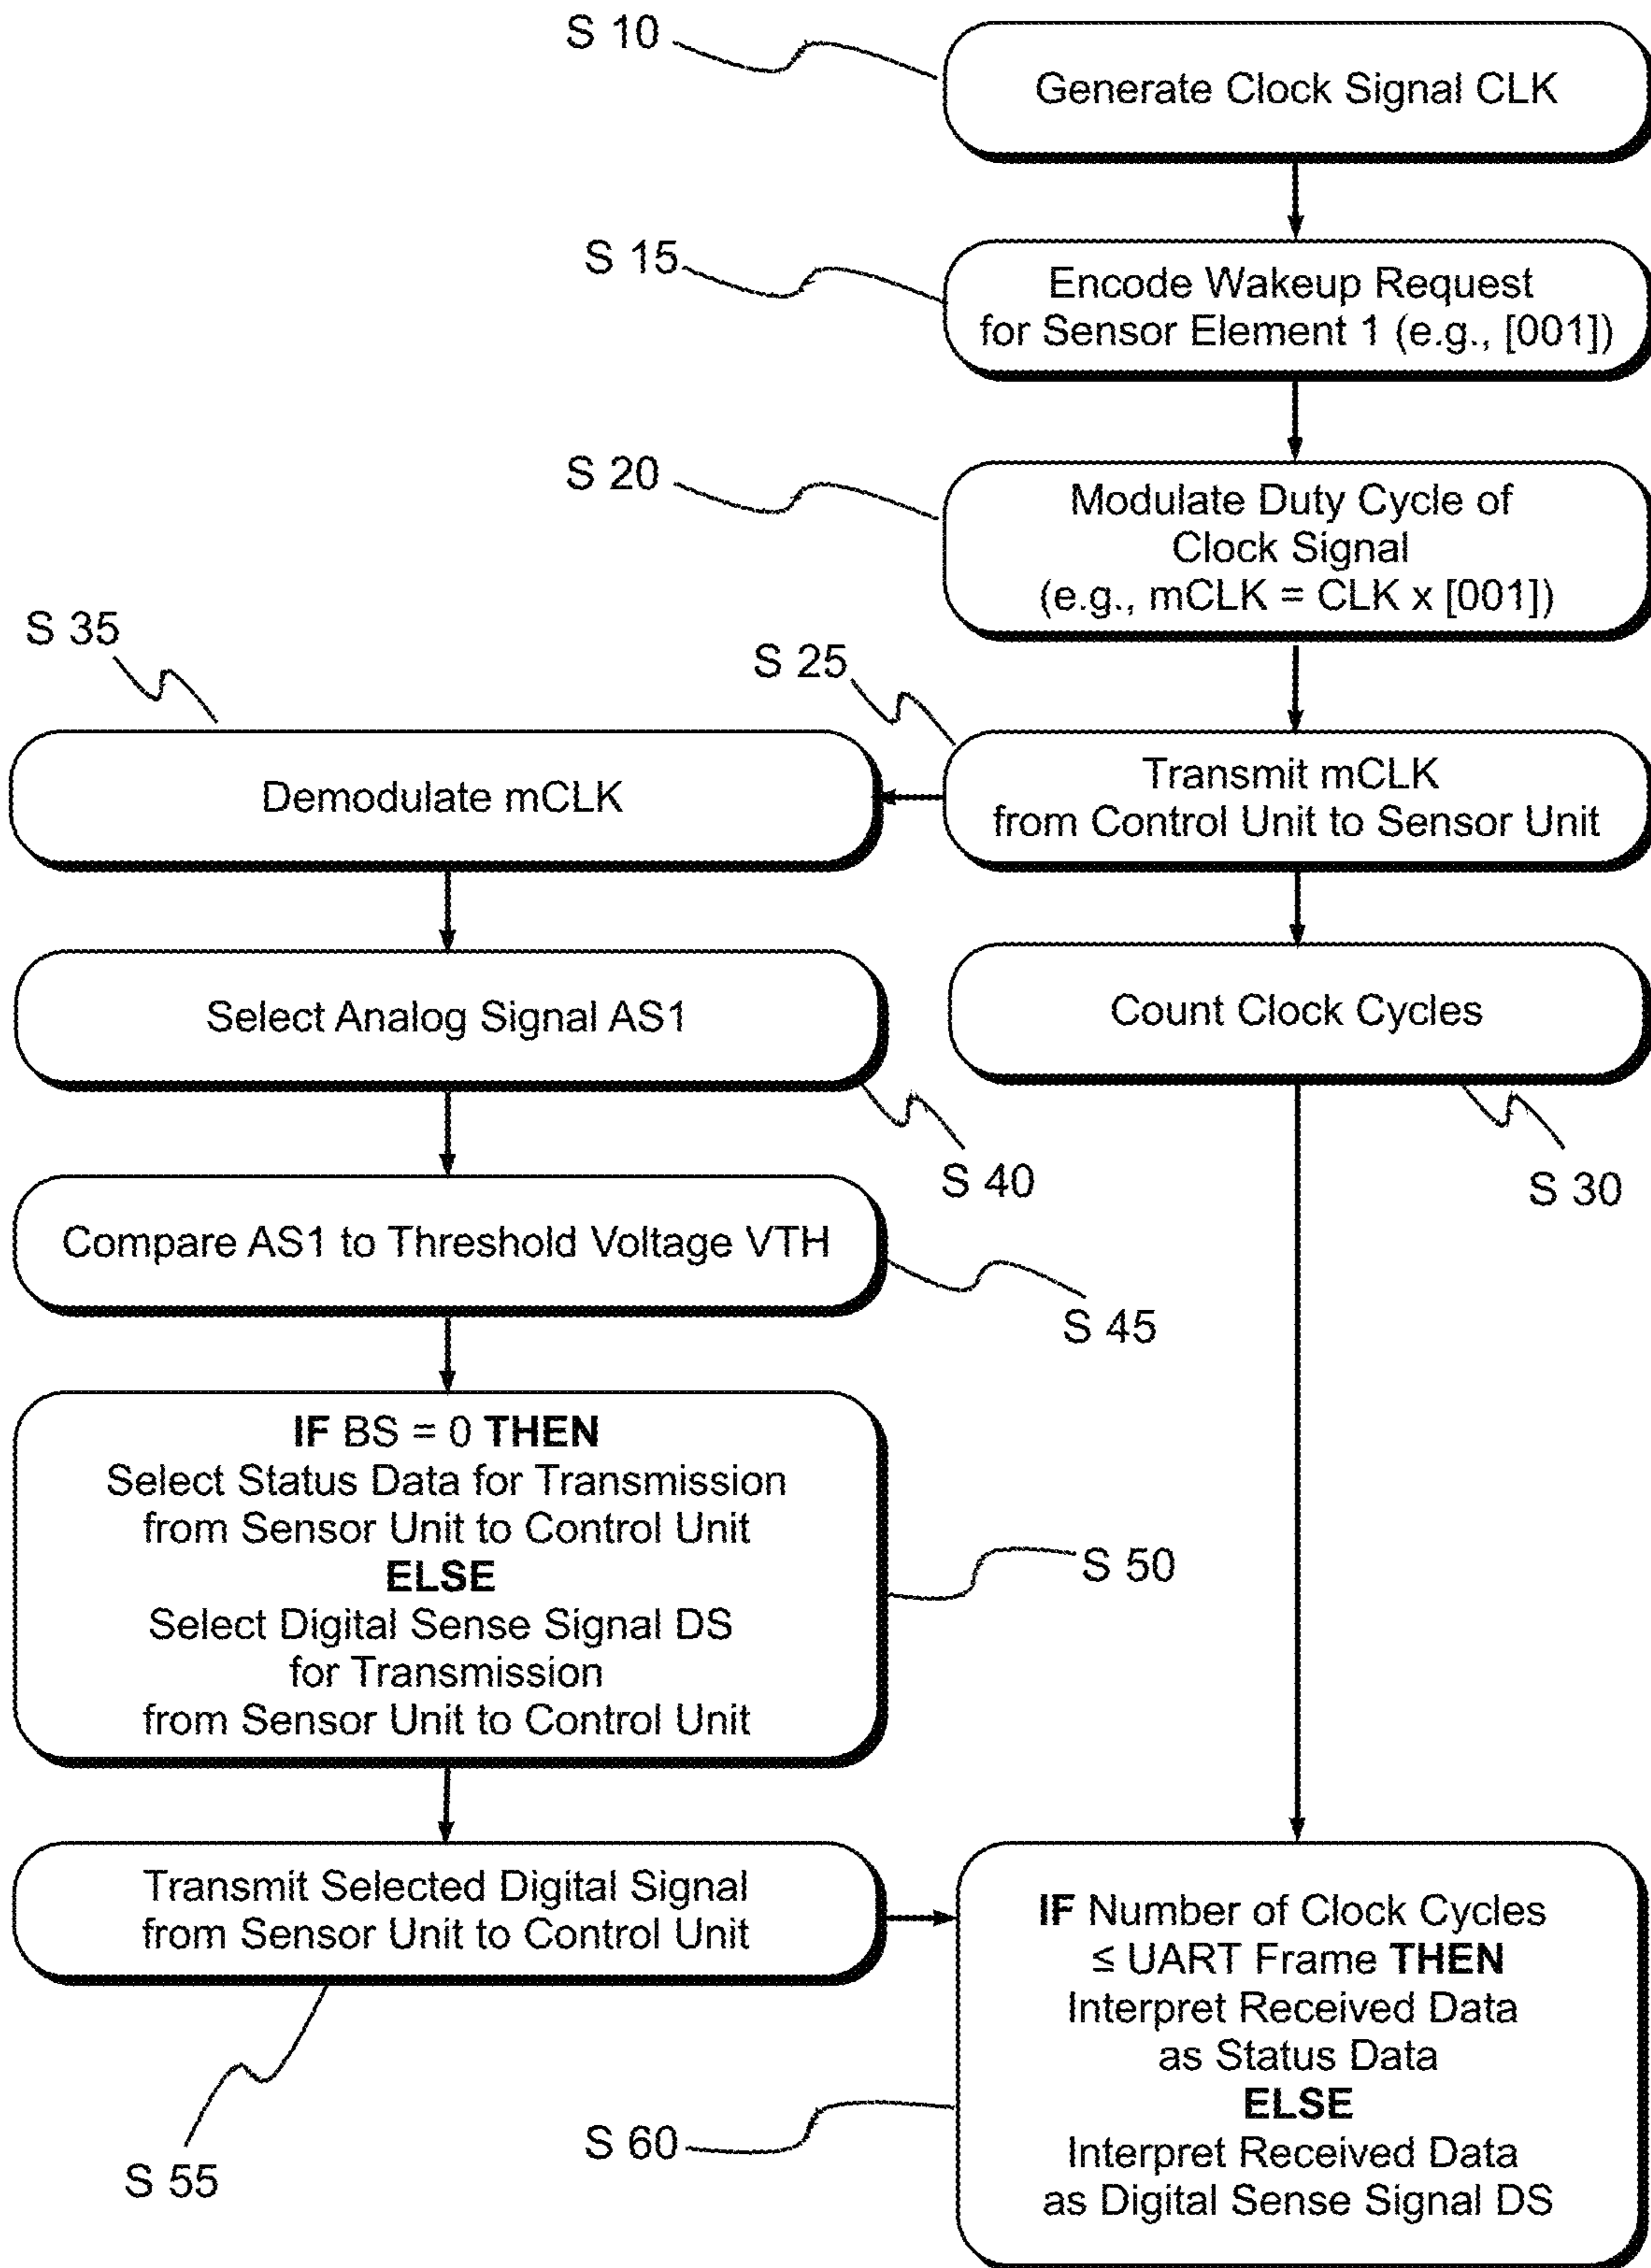 S 10
Generate Clock Signal CLK
S 15
Encode Wakeup Request
for Sensor Element 1 (e.g., [001])
S 20
Modulate Duty Cycle of
Clock Signal
(e.g., mCLK = CLK x [001])
S 35
S 25
Demodulate mCLK
Transmit mCLK
from Control Unit to Sensor Unit
Select Analog Signal AS1
Count Clock Cycles
S 40
S 30
Compare AS1 to Threshold Voltage VTH
S 45
IF BS = 0 THEN
Select Status Data for Transmission
from Sensor Unit to Control Unit
ELSE
Select Digital Sense Signal DS
for Transmission
from Sensor Unit to Control Unit
S 50
Transmit Selected Digital Signal
from Sensor Unit to Control Unit
S 55
IF Number of Clock Cycles
≤ UART Frame THEN
Interpret Received Data
as Status Data
ELSE
Interpret Received Data
as Digital Sense Signal DS
S 60